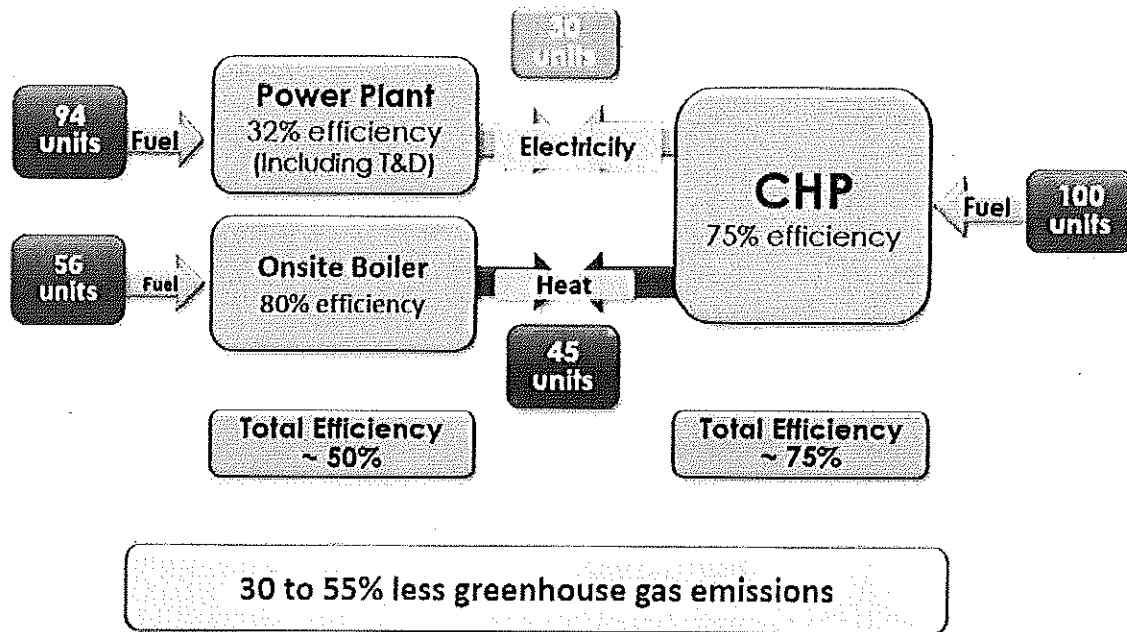 30
units
94
units
Fuel
Power Plant
32% efficiency
(Including T&D)
Electricity
CHP
75% efficiency
Fuel
100
units
56
units
Fuel
Onsite Boiler
80% efficiency
Heat
45
units
Total Efficiency
~ 50%
Total Efficiency
~ 75%
30 to 55% less greenhouse gas emissions